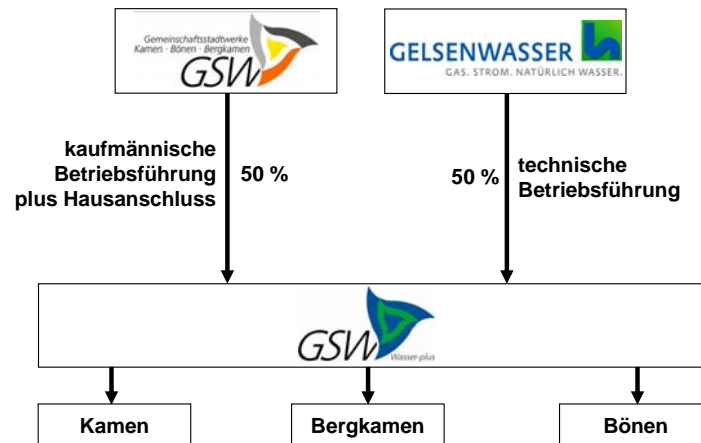 Gemeinschaftsstadtwerke
Kamen · Bönen · Bergkamen
GSW
GELSENWASSER
GAS. STROM. NATÜRLICH WASSER.
kaufmännische
Betriebsführung
plus Hausanschluss
50 %
50 %
technische
Betriebsführung
GSW
Wasser-plus
Kamen
Bergkamen
Bönen